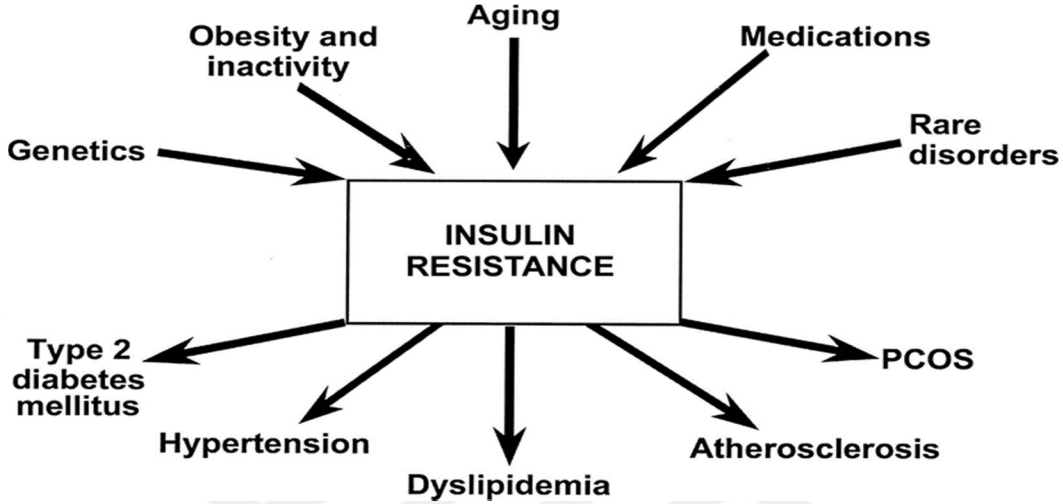 Aging
Obesity and
inactivity
Medications
Genetics
Rare
disorders
INSULIN
RESISTANCE
Type 2
diabetes
mellitus
PCOS
Hypertension
Atherosclerosis
Dyslipidemia